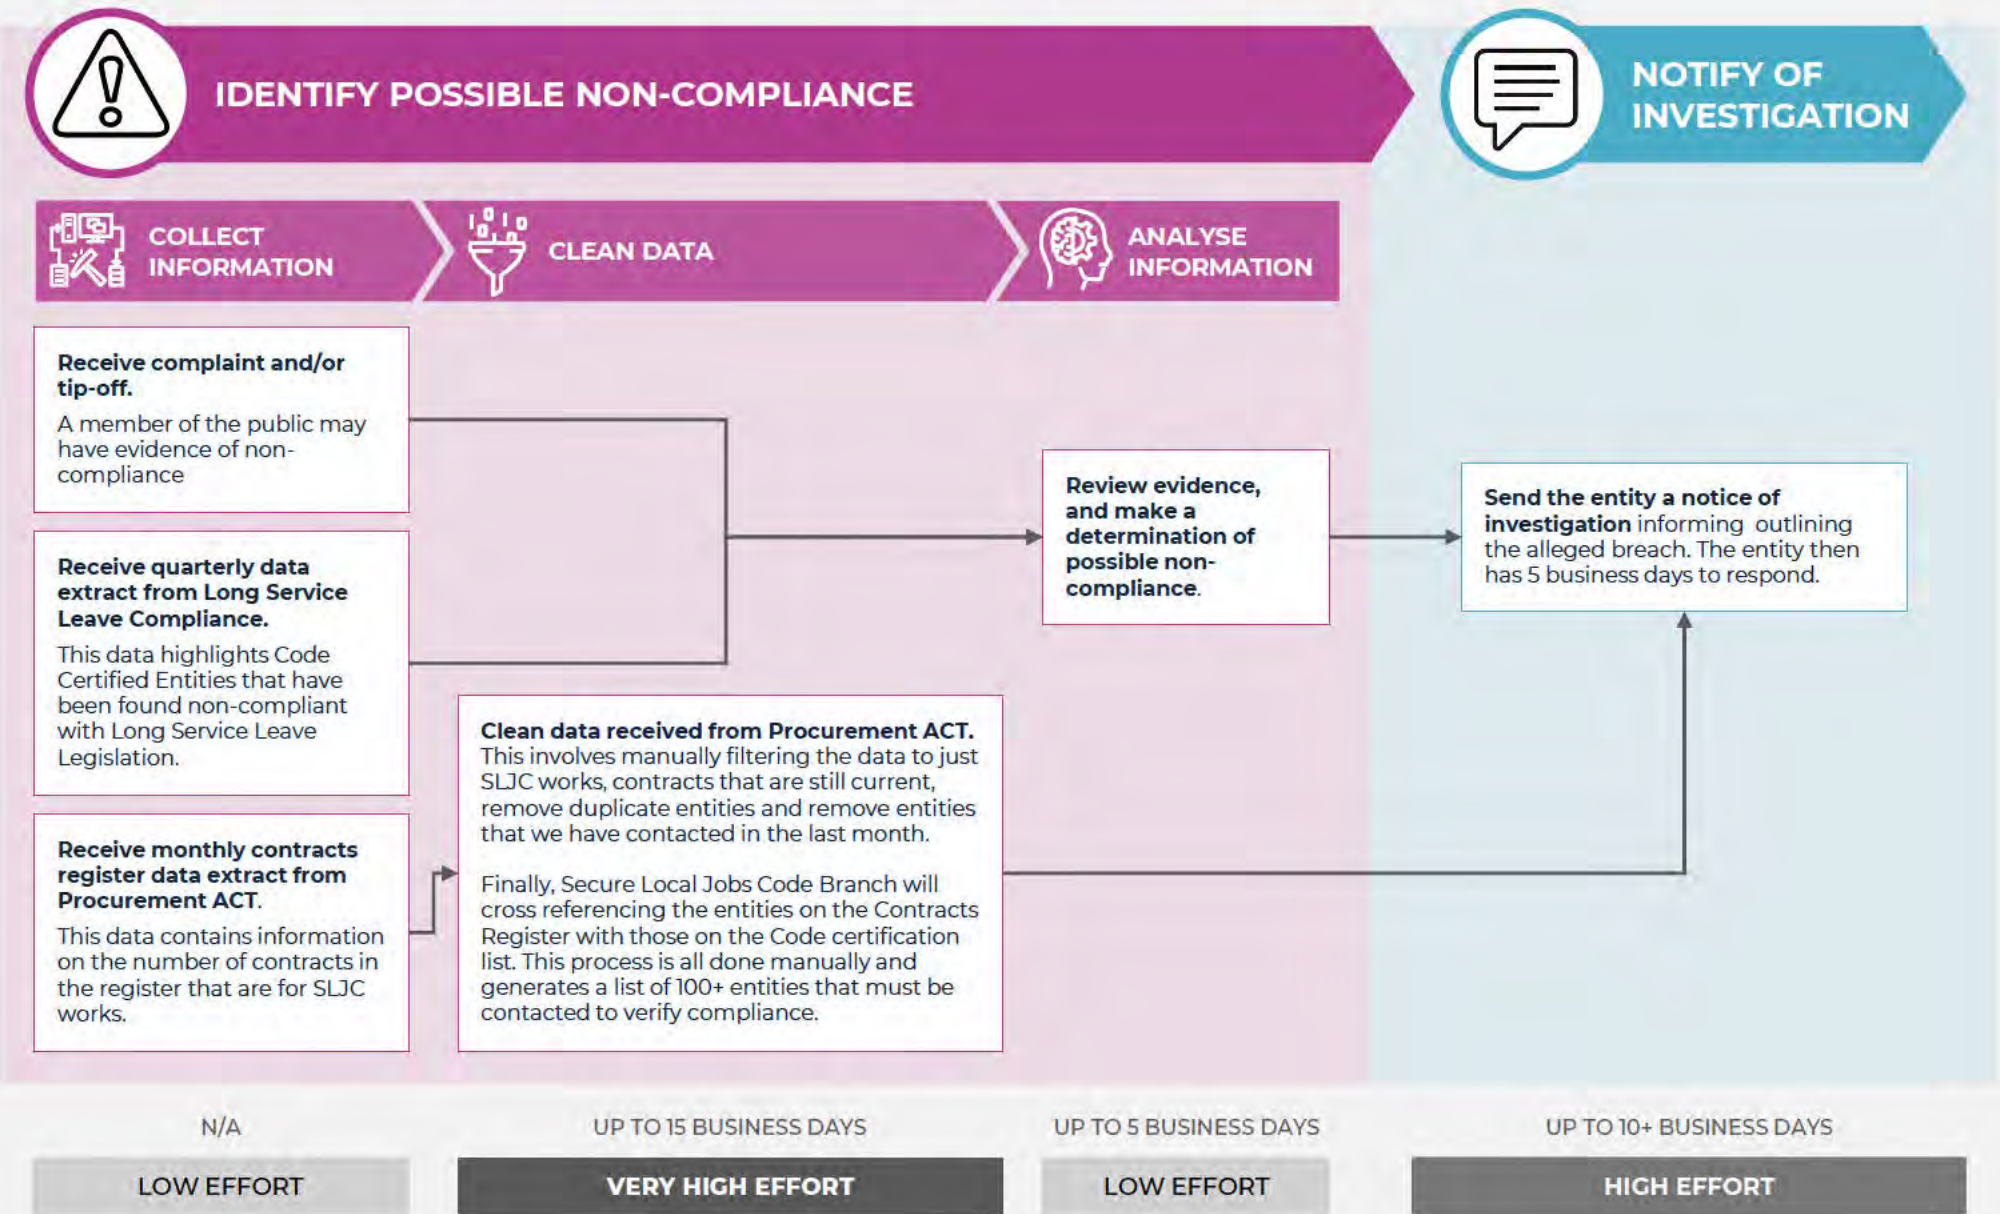 IDENTIFY POSSIBLE NON-COMPLIANCE
NOTIFY OF
INVESTIGATION
COLLECT
INFORMATION
CLEAN DATA
ANALYSE
INFORMATION
Receive complaint and/or
tip-off.
A member of the public may
have evidence of non-
compliance
Receive quarterly data
extract from Long Service
Leave Compliance.
This data highlights Code
Certified Entities that have
been found non-compliant
with Long Service Leave
Legislation.
Receive monthly contracts
register data extract from
Procurement ACT.
This data contains information
on the number of contracts in
the register that are for SLJC
works.
Clean data received from Procurement ACT.
This involves manually filtering the data to just
SLJC works, contracts that are still current,
remove duplicate entities and remove entities
that we have contacted in the last month.
Finally, Secure Local Jobs Code Branch will
cross referencing the entities on the Contracts
Register with those on the Code certification
list. This process is all done manually and
generates a list of 100+ entities that must be
contacted to verify compliance.
Review evidence,
and make a
determination of
possible non-
compliance.
Send the entity a notice of
investigation informing outlining
the alleged breach. The entity then
has 5 business days to respond.
N/A
UP TO 15 BUSINESS DAYS
UP TO 5 BUSINESS DAYS
UP TO 10+ BUSINESS DAYS
LOW EFFORT
VERY HIGH EFFORT
LOW EFFORT
HIGH EFFORT